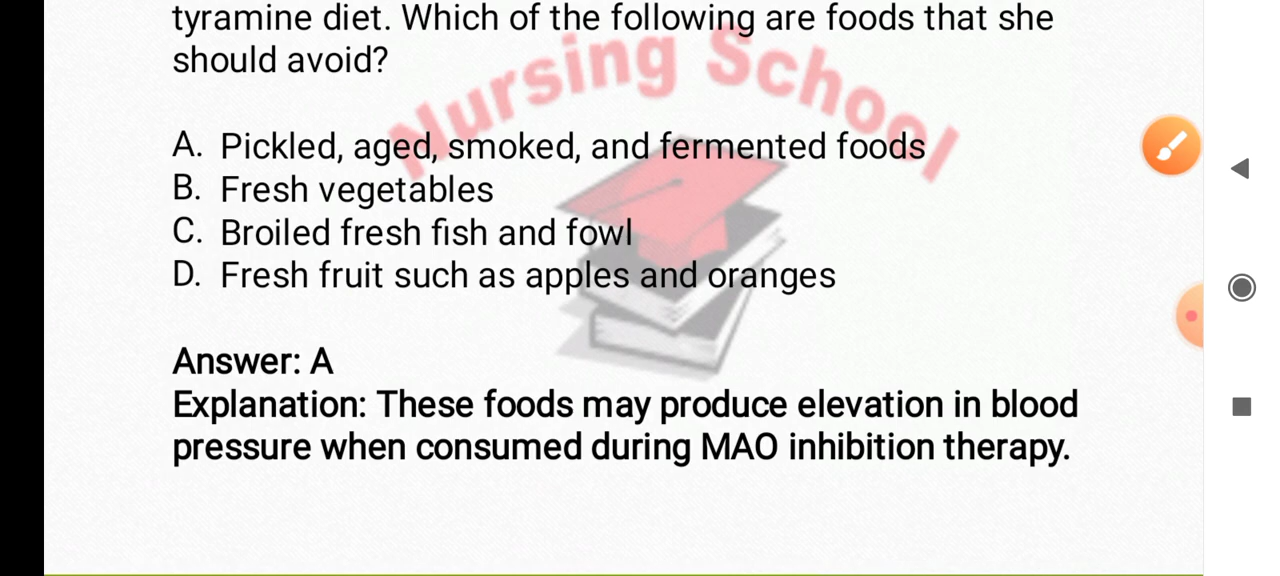 tyramine diet. Which of the following are foods that she
should avoid?
Nursing School
A. Pickled, aged, smoked, and fermented foods
B. Fresh vegetables
C. Broiled fresh fish and fowl
D. Fresh fruit such as apples and oranges
Answer: A
Explanation: These foods may produce elevation in blood
pressure when consumed during MAO inhibition therapy.